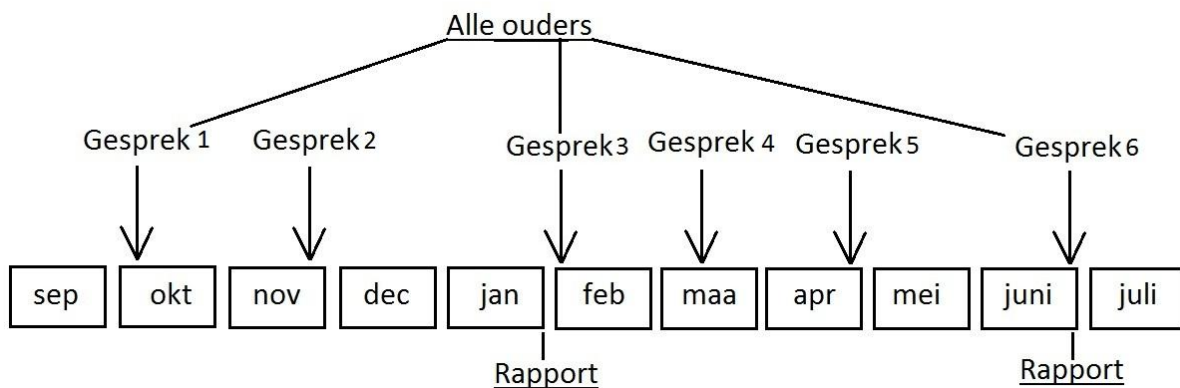 Alle ouders
Gesprek 1
Gesprek 2
Gesprek 3
Gesprek 4
Gesprek 5
Gesprek 6
sep
okt
nov
dec
jan
feb
maa
apr
mei
juni
juli
Rapport
Rapport